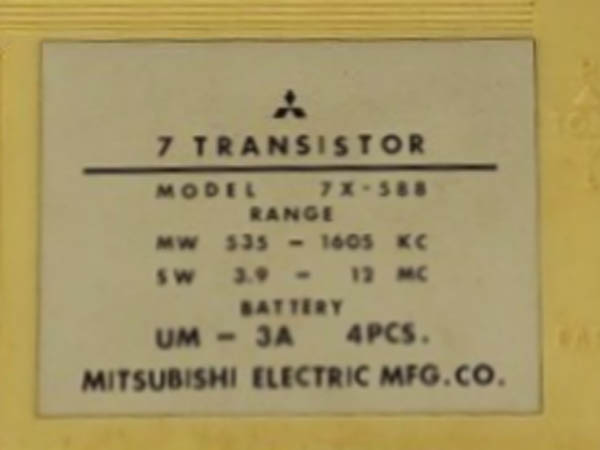 7 TRANSISTOR
MODEL 7X-588
RANGE
MW 535 - 1605 KC
SW 3.9 - 12 MC
BATTERY
UM - 3A 4PCS.
MITSUBISHI ELECTRIC MFG.CO.